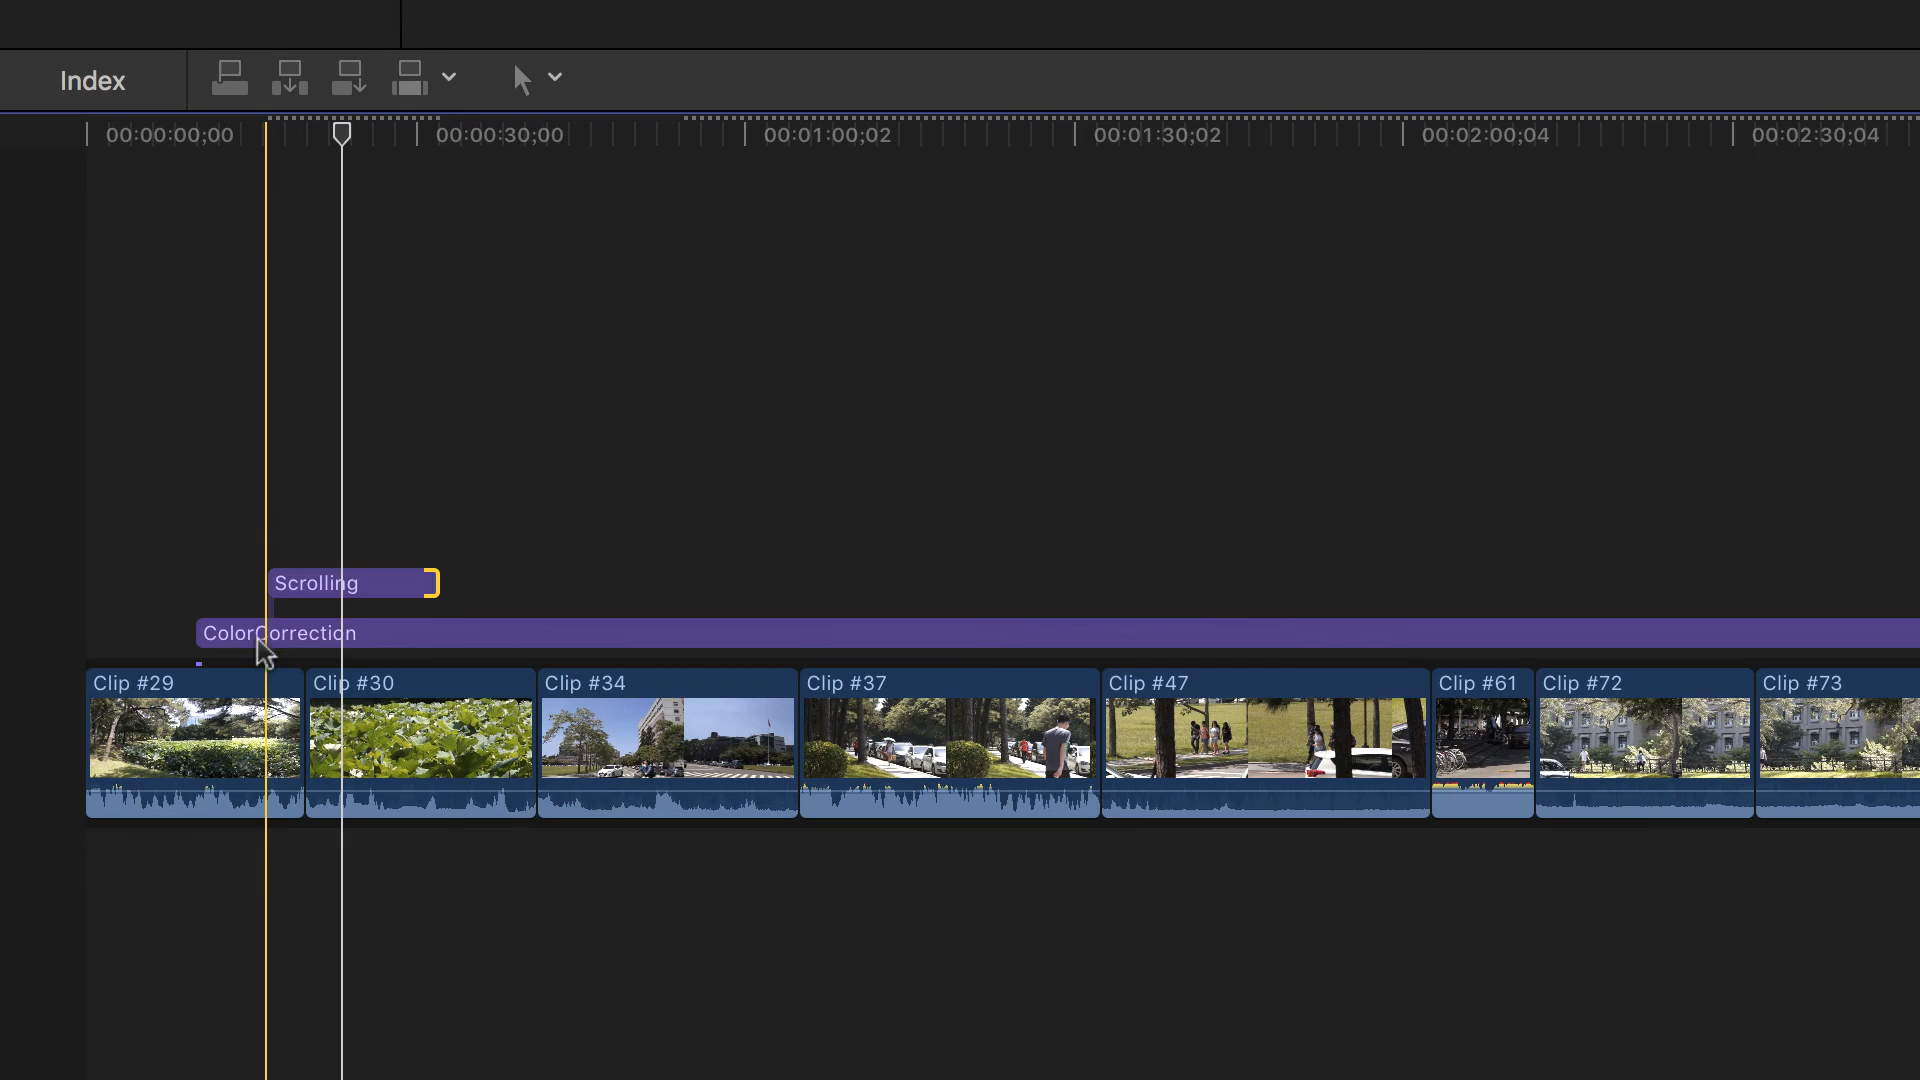 Index
00:00:00;00 00:00:30;00 00:01:00;02 00:01:30;02 00:02:00;04 00:02:30;04
Scrolling
ColorCorrection
Clip #29 Clip #30 Clip #34 Clip #37 Clip #47 Clip #61 Clip #72 Clip #73